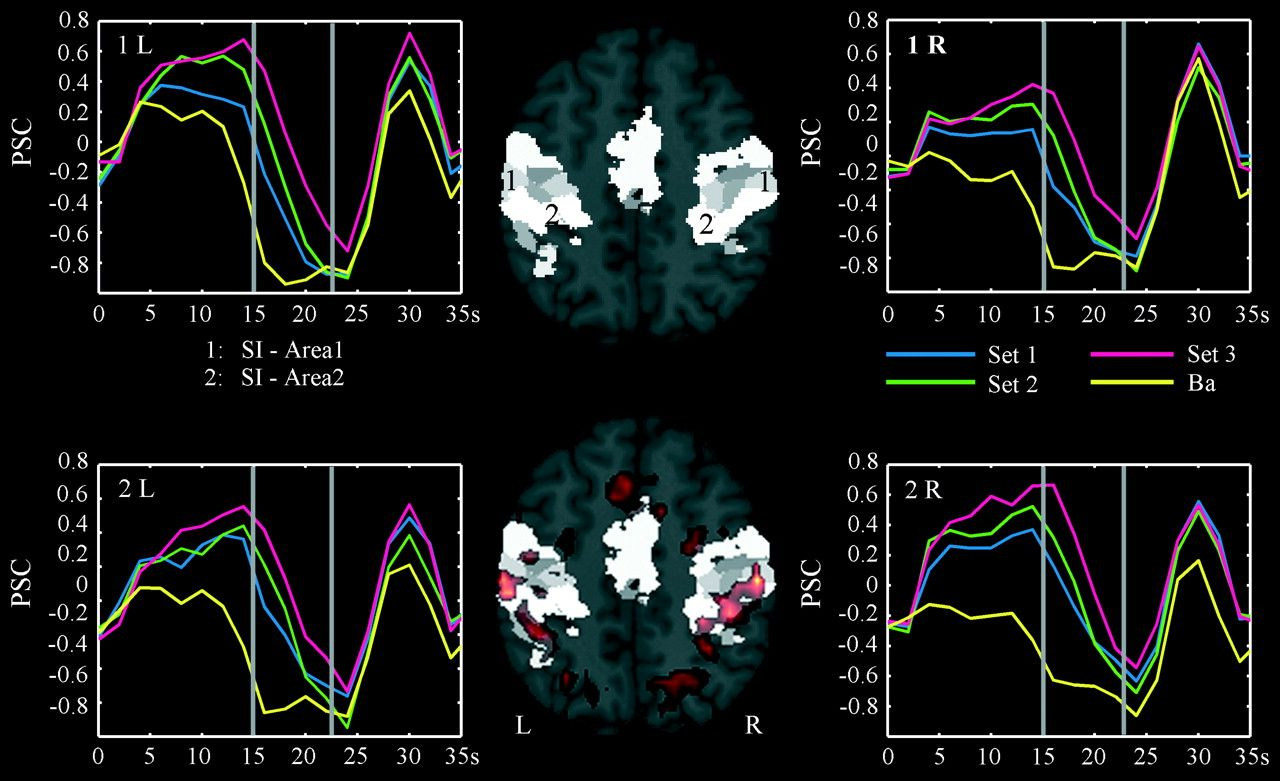 1 L
PSC
0.8
0.6
0.4
0.2
0
-0.2
-0.4
-0.6
-0.8
0 5 10 15 20 25 30 35s
1: SI - Area1
2: SI - Area2
1 1
2 2
1 R
PSC
0.8
0.6
0.4
0.2
0
-0.2
-0.4
-0.6
-0.8
0 5 10 15 20 25 30 35s
Set 1 Set 3
Set 2 Ba
2 L
PSC
0.8
0.6
0.4
0.2
0
-0.2
-0.4
-0.6
-0.8
0 5 10 15 20 25 30 35s
L R
2 R
PSC
0.8
0.6
0.4
0.2
0
-0.2
-0.4
-0.6
-0.8
0 5 10 15 20 25 30 35s